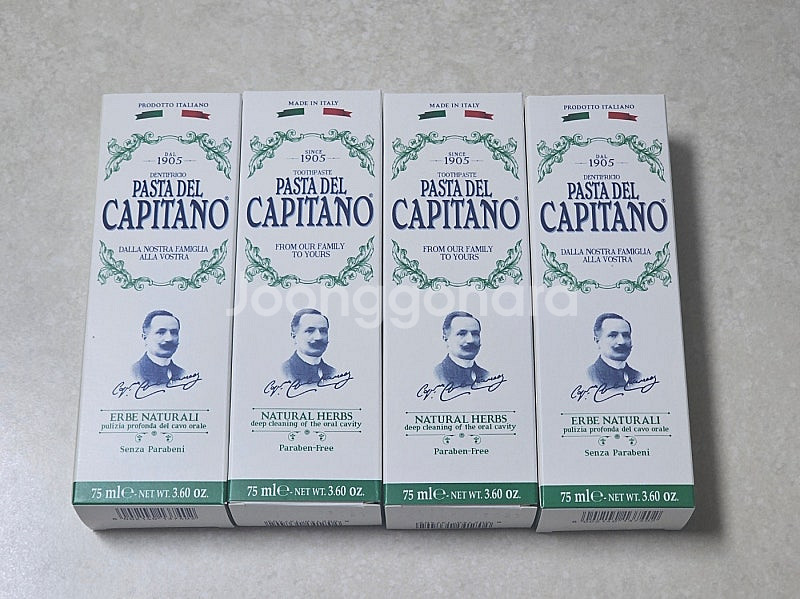 PRODOTTO ITALIANO
DAL
1905
DENTIFRICIO
PASTA DEL
CAPITANO®
DALLA NOSTRA FAMIGLIA
ALLA VOSTRA
ERBE NATURALI
pulizia profonda del cavo orale
Senza Parabeni
75 ml℮ - NET WT. 3.60 oz.
MADE IN ITALY
SINCE
1905
TOOTHPASTE
PASTA DEL
CAPITANO®
FROM OUR FAMILY
TO YOURS
NATURAL HERBS
deep cleaning of the oral cavity
Paraben-Free
75 ml℮ - NET WT. 3.60 oz.
MADE IN ITALY
SINCE
1905
TOOTHPASTE
PASTA DEL
CAPITANO®
FROM OUR FAMILY
TO YOURS
NATURAL HERBS
deep cleaning of the oral cavity
Paraben-Free
75 ml℮ - NET WT. 3.60 oz.
PRODOTTO ITALIANO
DAL
1905
DENTIFRICIO
PASTA DEL
CAPITANO®
DALLA NOSTRA FAMIGLIA
ALLA VOSTRA
ERBE NATURALI
pulizia profonda del cavo orale
Senza Parabeni
75 ml℮ - NET WT. 3.60 oz.
Joonggonara